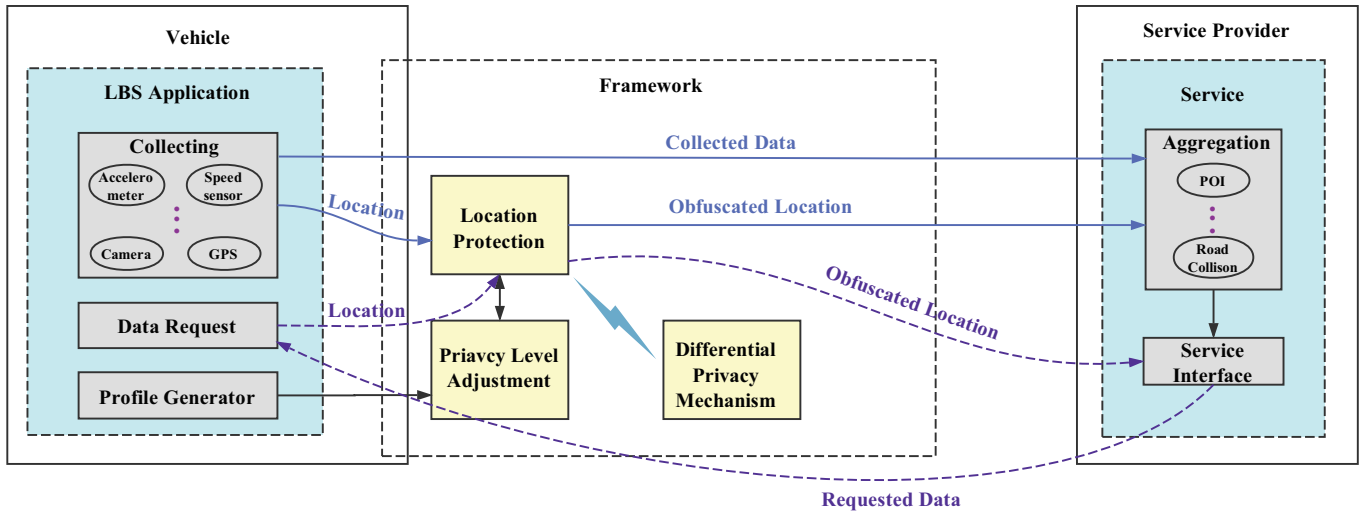 Vehicle
LBS Application
Collecting
Accelero
meter
Speed
sensor
Camera
GPS
Data Request
Profile Generator
Framework
Location
Location
Location
Protection
Priavcy Level
Adjustment
Differential
Privacy
Mechanism
Collected Data
Obfuscated Location
Obfuscated Location
Requested Data
Service Provider
Service
Aggregation
POI
Road
Collison
Service
Interface